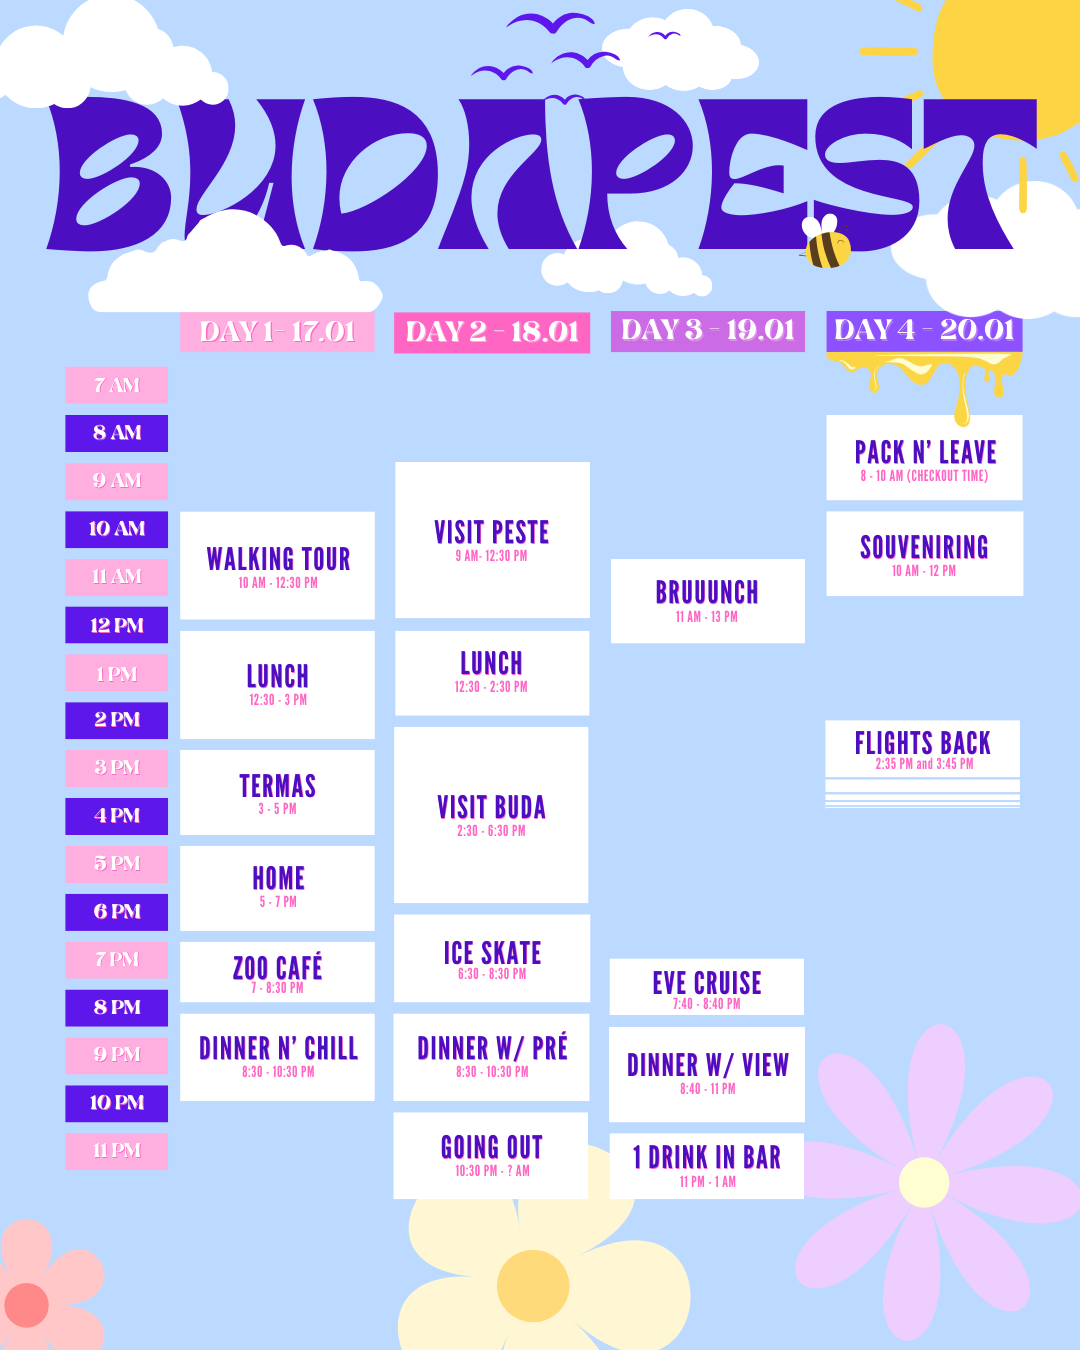 BUDAPEST
DAY 1- 17.01
DAY 2 - 18.01
DAY 3 - 19.01
DAY 4 - 20.01
7 AM
8 AM
9 AM
10 AM
11 AM
12 PM
1 PM
2 PM
3 PM
4 PM
5 PM
6 PM
7 PM
8 PM
9 PM
10 PM
11 PM
WALKING TOUR
10 AM - 12:30 PM
LUNCH
12:30 - 3 PM
TERMAS
3 - 5 PM
HOME
5 - 7 PM
ZOO CAFÉ
7 - 8:30 PM
DINNER N' CHILL
8:30 - 10:30 PM
VISIT PESTE
9 AM- 12:30 PM
LUNCH
12:30 - 2:30 PM
VISIT BUDA
2:30 - 6:30 PM
ICE SKATE
6:30 - 8:30 PM
DINNER W/ PRÉ
8:30 - 10:30 PM
GOING OUT
10:30 PM - ? AM
BRUUUNCH
11 AM - 13 PM
EVE CRUISE
7:40 - 8:40 PM
DINNER W/ VIEW
8:40 - 11 PM
1 DRINK IN BAR
11 PM - 1 AM
PACK N' LEAVE
8 - 10 AM (CHECKOUT TIME)
SOUVENIRING
10 AM - 12 PM
FLIGHTS BACK
2:35 PM and 3:45 PM